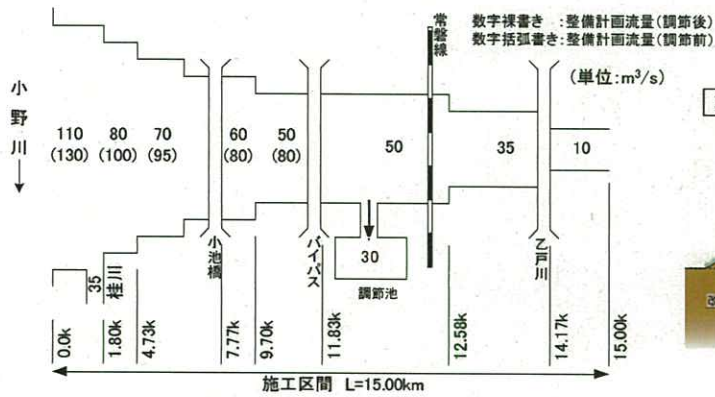 常磐線
数字裸書き :整備計画流量(調節後)
数字括弧書き:整備計画流量(調節前)
(単位:m³/s)
小野川
110
(130)
80
(100)
70
(95)
60
(80)
50
(80)
50
35
10
小池橋
バイパス
30
調節池
乙戸川
35
桂川
0.0k
1.80k
4.73k
7.77k
9.70k
11.83k
12.58k
14.17k
15.00k
施工区間 L=15.00km